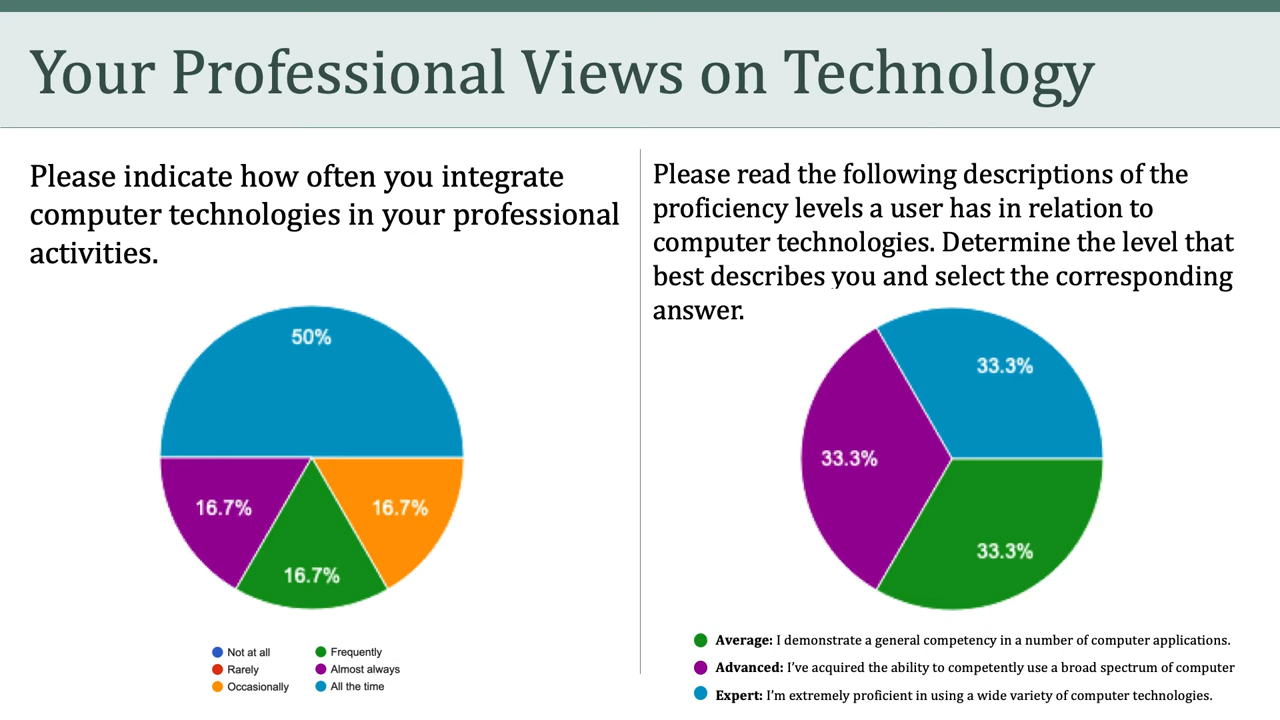 Your Professional Views on Technology
Please indicate how often you integrate
computer technologies in your professional
activities.
50%
16.7%
16.7%
16.7%
Not at all
Frequently
Rarely
Almost always
Occasionally
All the time
Please read the following descriptions of the
proficiency levels a user has in relation to
computer technologies. Determine the level that
best describes you and select the corresponding
answer.
33.3%
33.3%
33.3%
Average: I demonstrate a general competency in a number of computer applications.
Advanced: I've acquired the ability to competently use a broad spectrum of computer
Expert: I'm extremely proficient in using a wide variety of computer technologies.